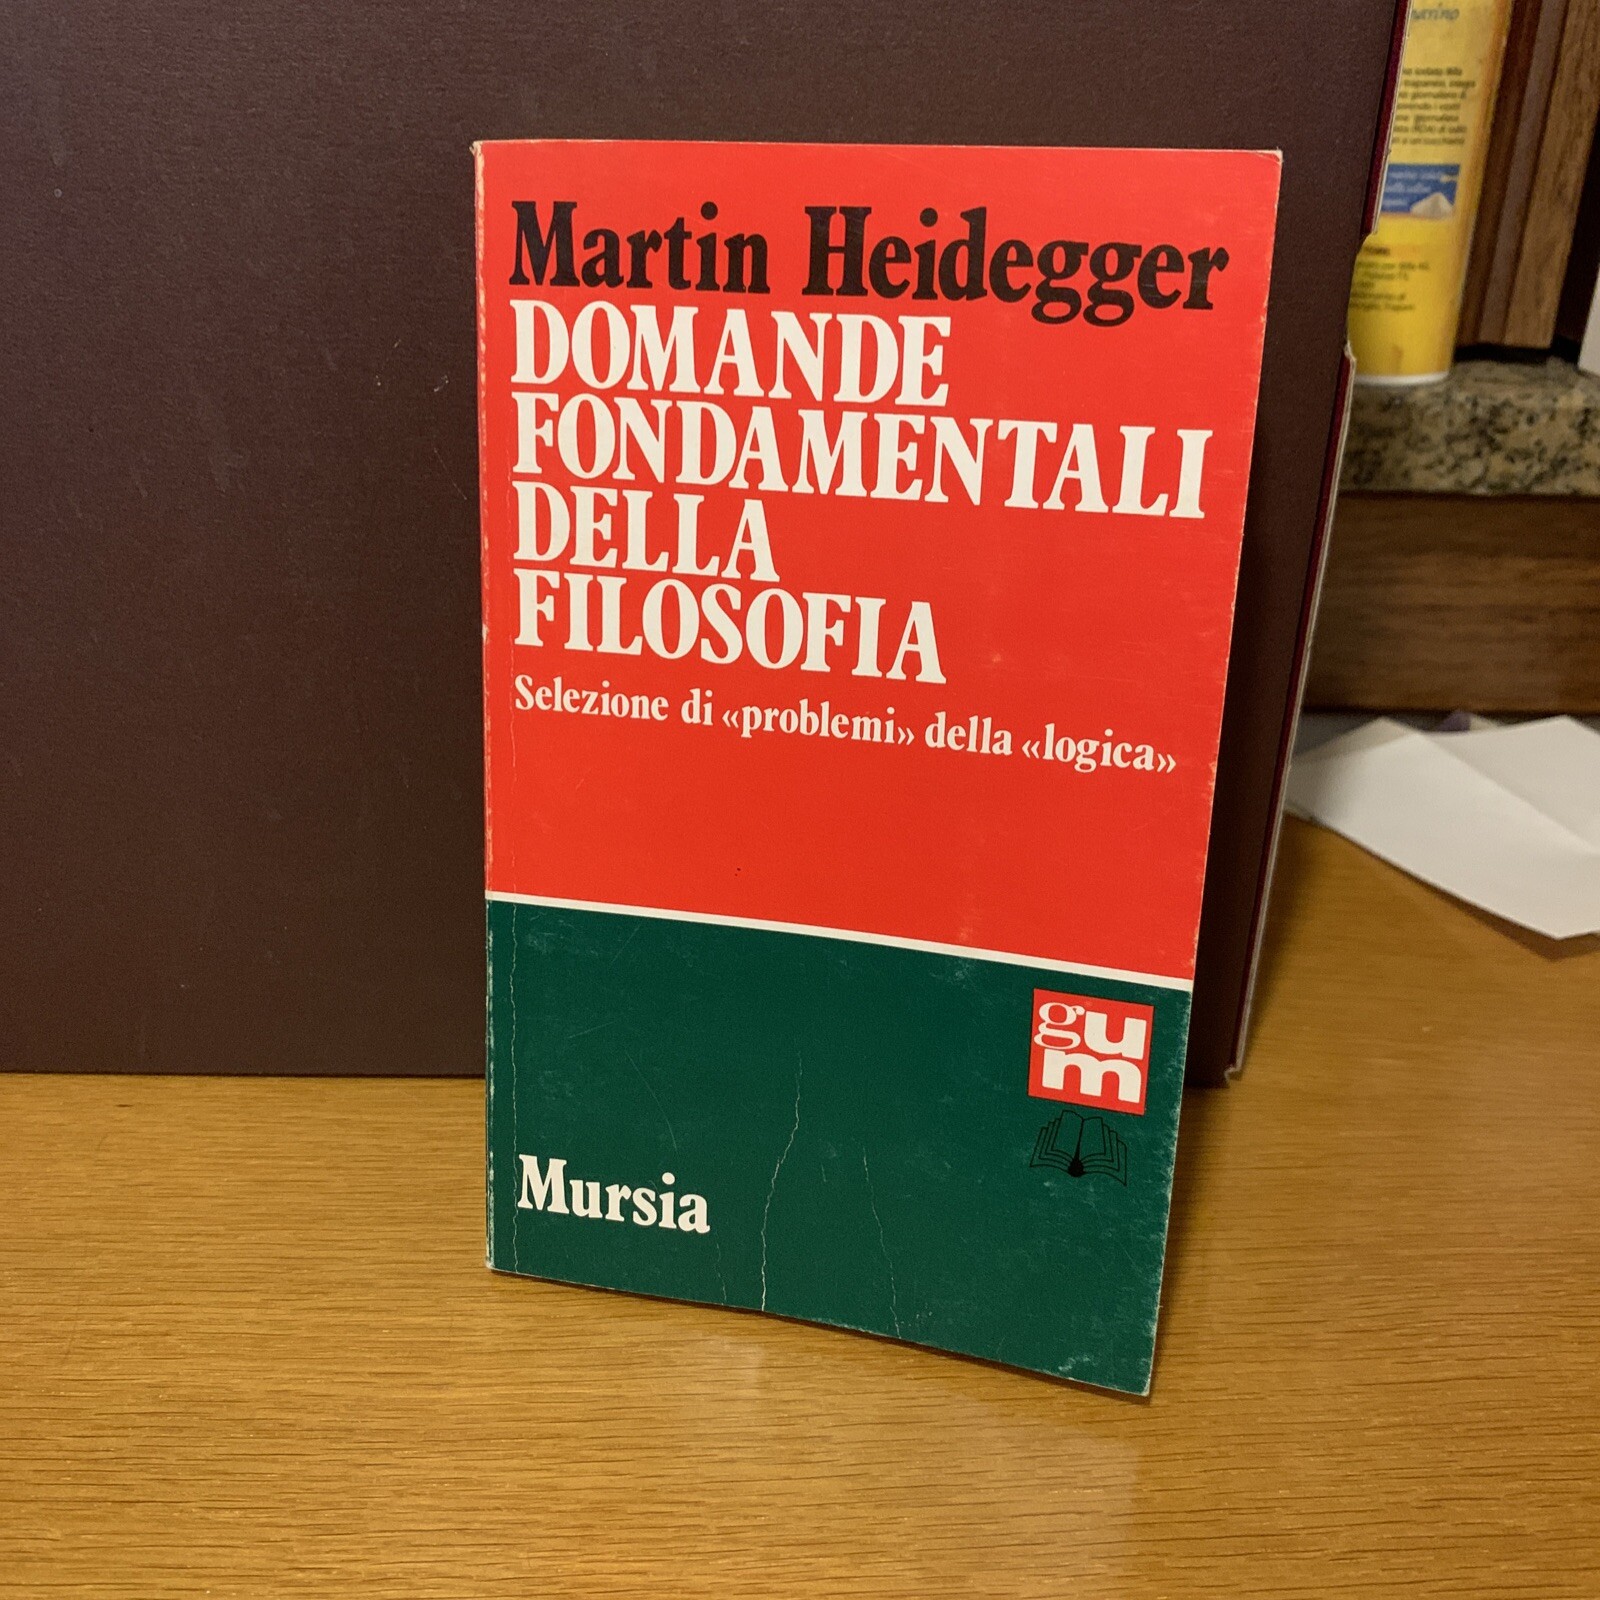 Martin Heidegger
DOMANDE
FONDAMENTALI
DELLA
FILOSOFIA
Selezione di «problemi» della «logica»
gu
m
Mursia